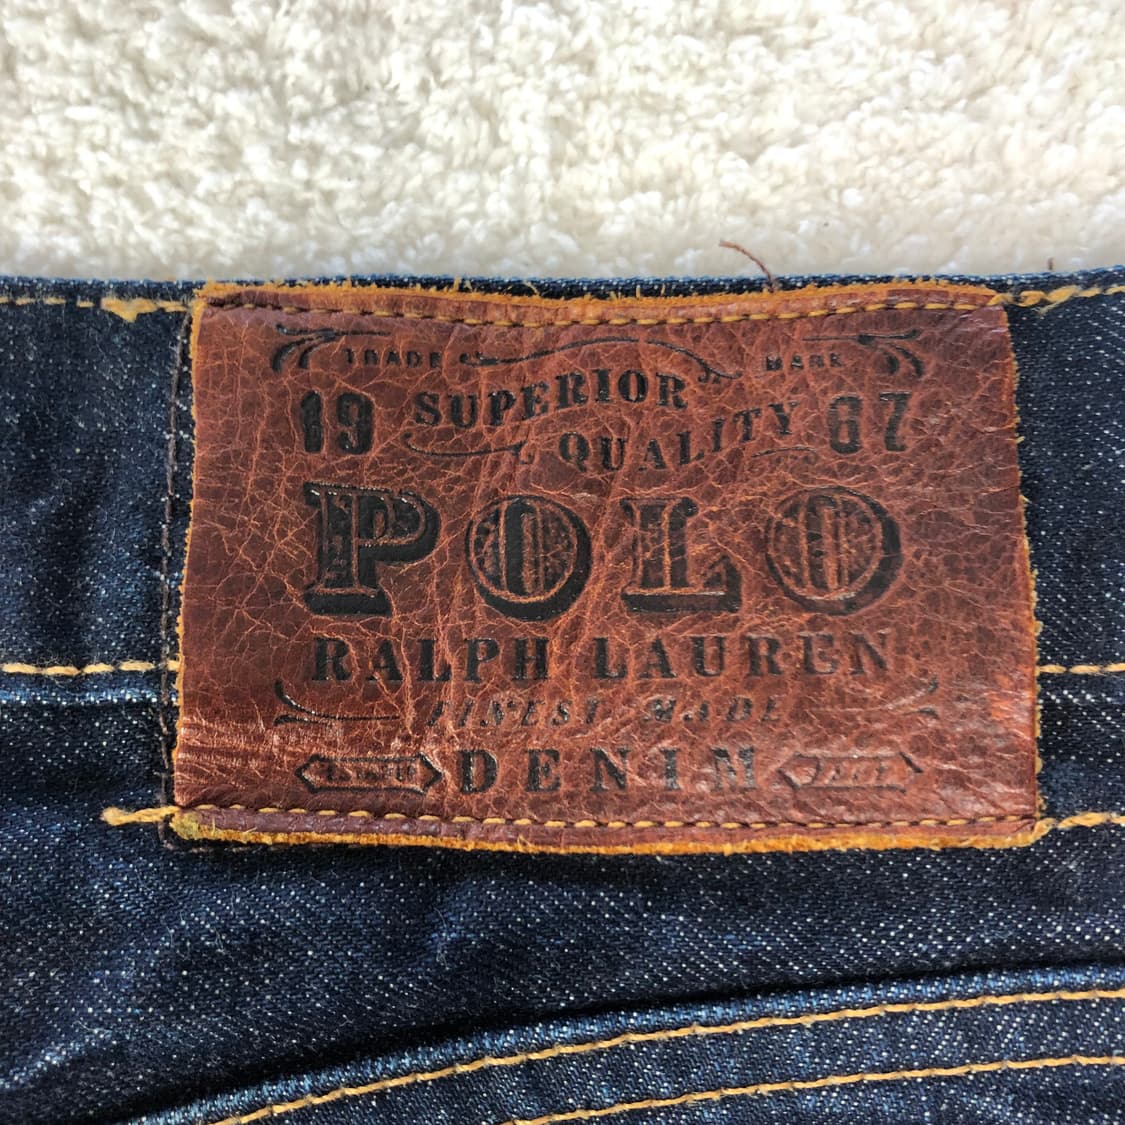 TRADE MARK
19 SUPERIOR QUALITY 67
POLO
RALPH LAUREN
FINEST MADE
DENIM